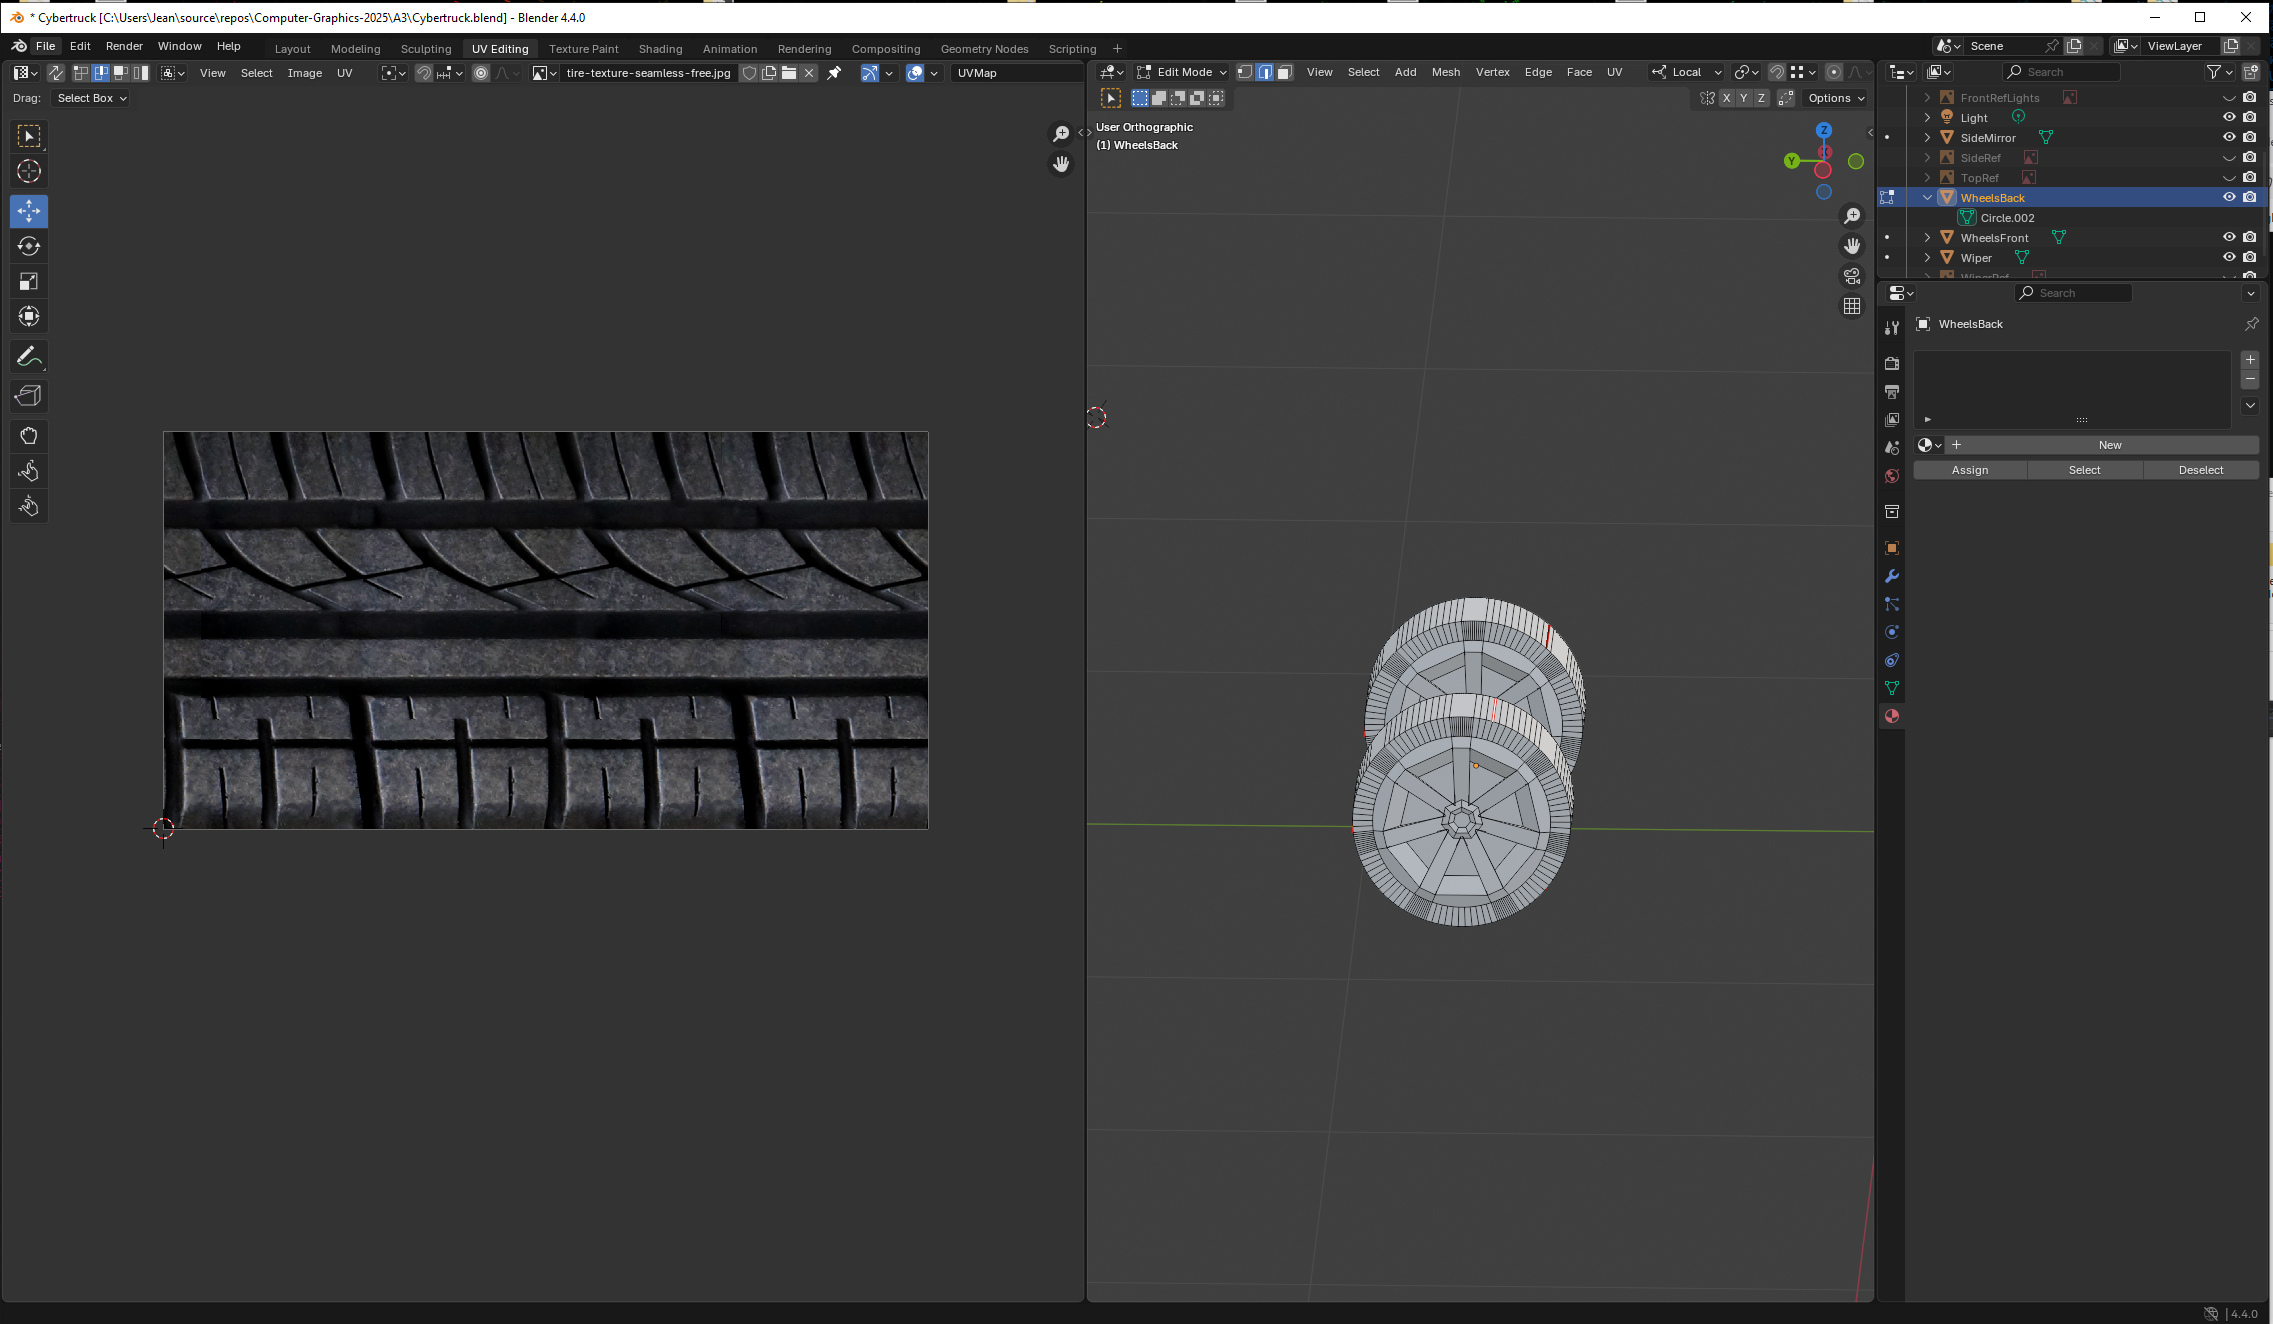 * Cybertruck [C:\Users\Jean\source\repos\Computer-Graphics-2025\A3\Cybertruck.blend] - Blender 4.4.0
File Edit Render Window Help Layout Modeling Sculpting UV Editing Texture Paint Shading Animation Rendering Compositing Geometry Nodes Scripting + Scene ViewLayer
View Select Image UV tire-texture-seamless-free.jpg UVMap
Drag: Select Box
Edit Mode View Select Add Mesh Vertex Edge Face UV Local
X Y Z Options
User Orthographic
(1) WheelsBack
Z
Y
Search
FrontRefLights
Light
SideMirror
SideRef
TopRef
WheelsBack
Circle.002
WheelsFront
Wiper
WiperRef
Search
WheelsBack
New
Assign Select Deselect
4.4.0